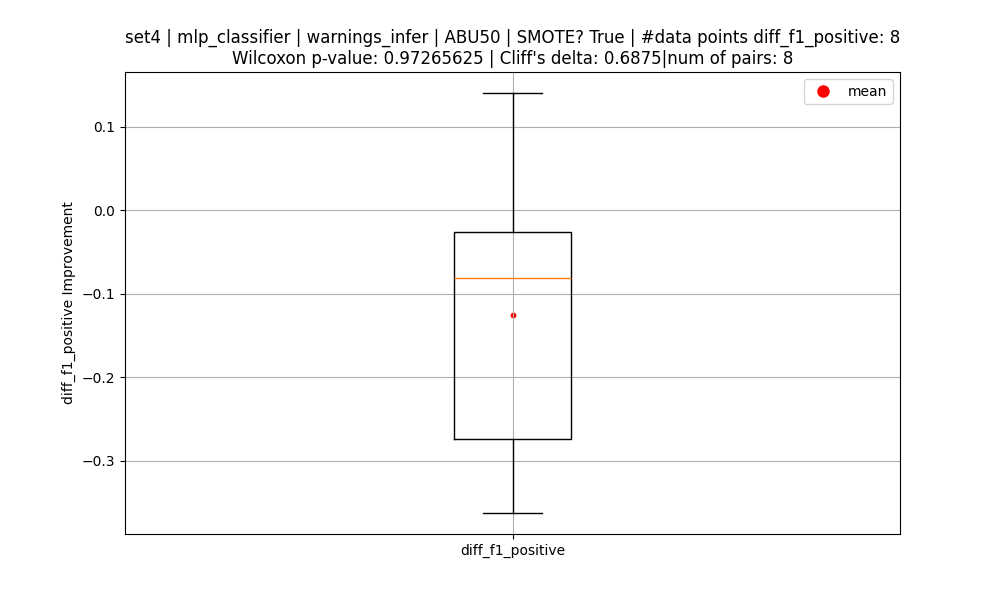 set4 | mlp_classifier | warnings_infer | ABU50 | SMOTE? True | #data points diff_f1_positive: 8
Wilcoxon p-value: 0.97265625 | Cliff's delta: 0.6875|num of pairs: 8
mean
0.1
0.0
−0.1
−0.2
−0.3
diff_f1_positive Improvement
diff_f1_positive